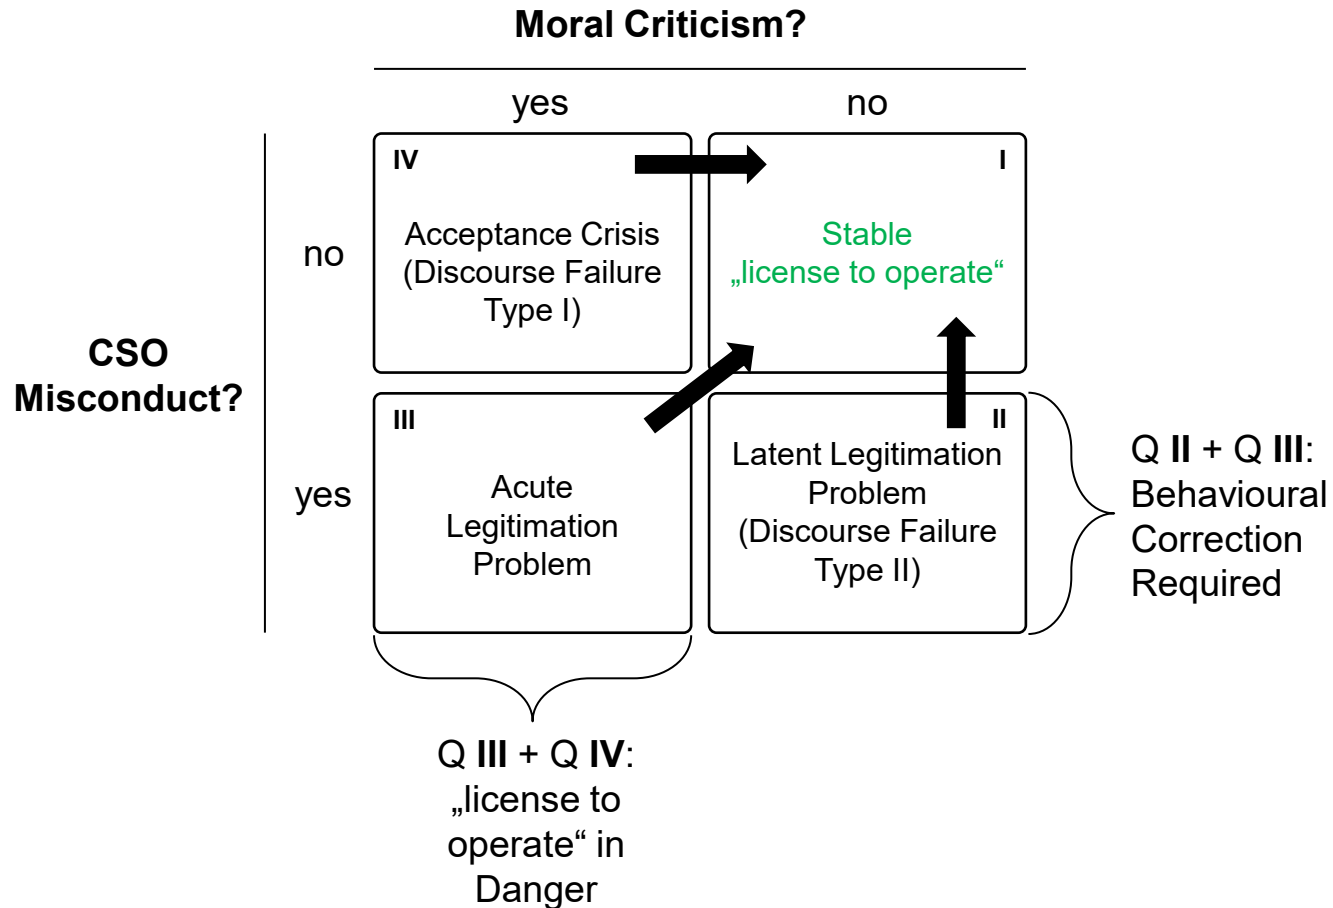 Moral Criticism?
yes
no
CSO
Misconduct?
no
yes
IV
Acceptance Crisis
(Discourse Failure
Type I)
I
Stable
„license to operate“
III
Acute
Legitimation
Problem
II
Latent Legitimation
Problem
(Discourse Failure
Type II)
Q II + Q III:
Behavioural
Correction
Required
Q III + Q IV:
„license to
operate“ in
Danger